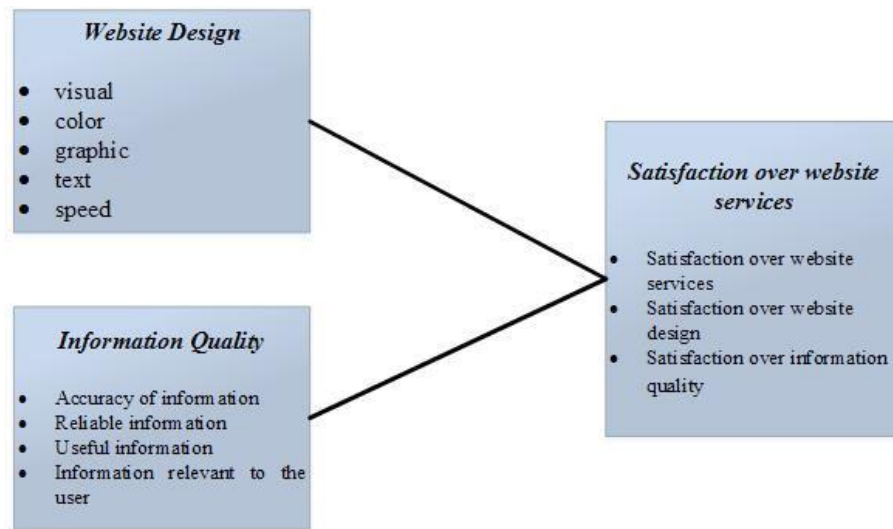 Website Design
• visual
• color
• graphic
• text
• speed
Information Quality
• Accuracy of information
• Reliable information
• Useful information
• Information relevant to the
user
Satisfaction over website
services
• Satisfaction over website
services
• Satisfaction over website
design
• Satisfaction over information
quality